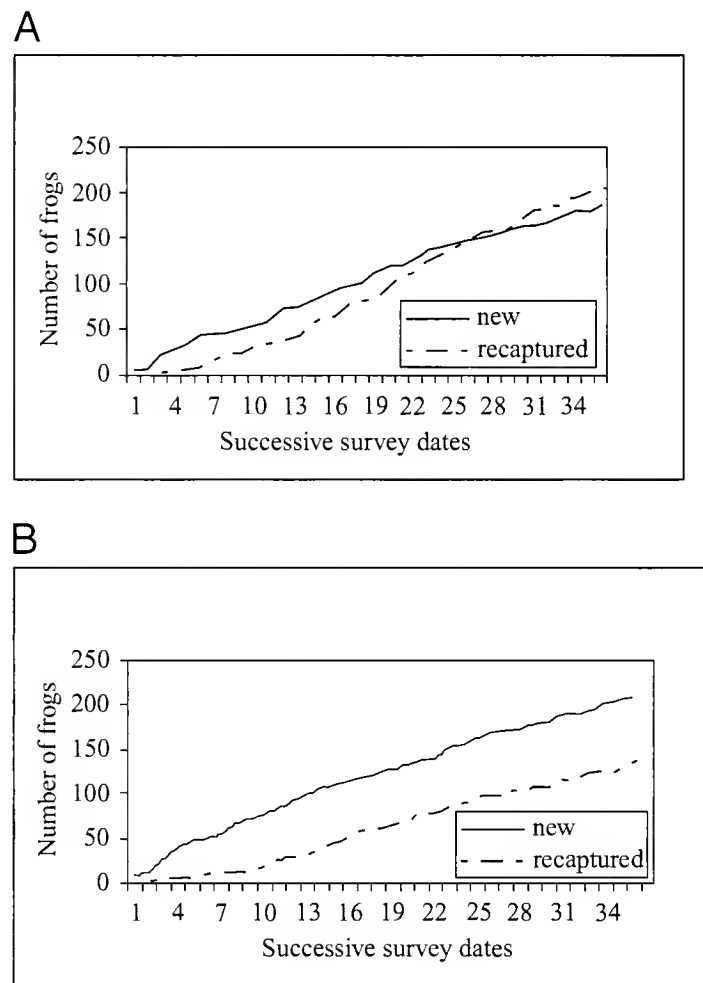 A
250
200
150
100
50
0
Number of frogs
new
recaptured
1 4 7 10 13 16 19 22 25 28 31 34
Successive survey dates
B
250
200
150
100
50
0
Number of frogs
new
recaptured
1 4 7 10 13 16 19 22 25 28 31 34
Successive survey dates